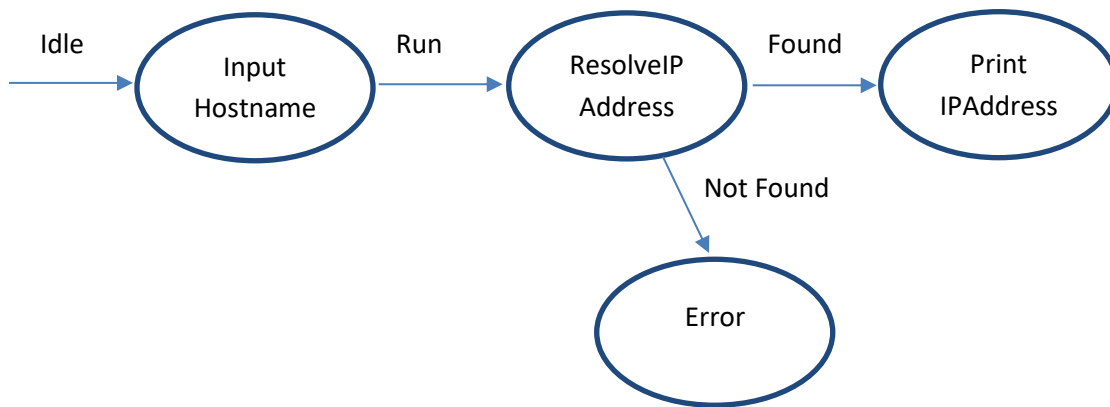 Idle
Input
Hostname
Run
ResolveIP
Address
Found
Print
IPAddress
Not Found
Error